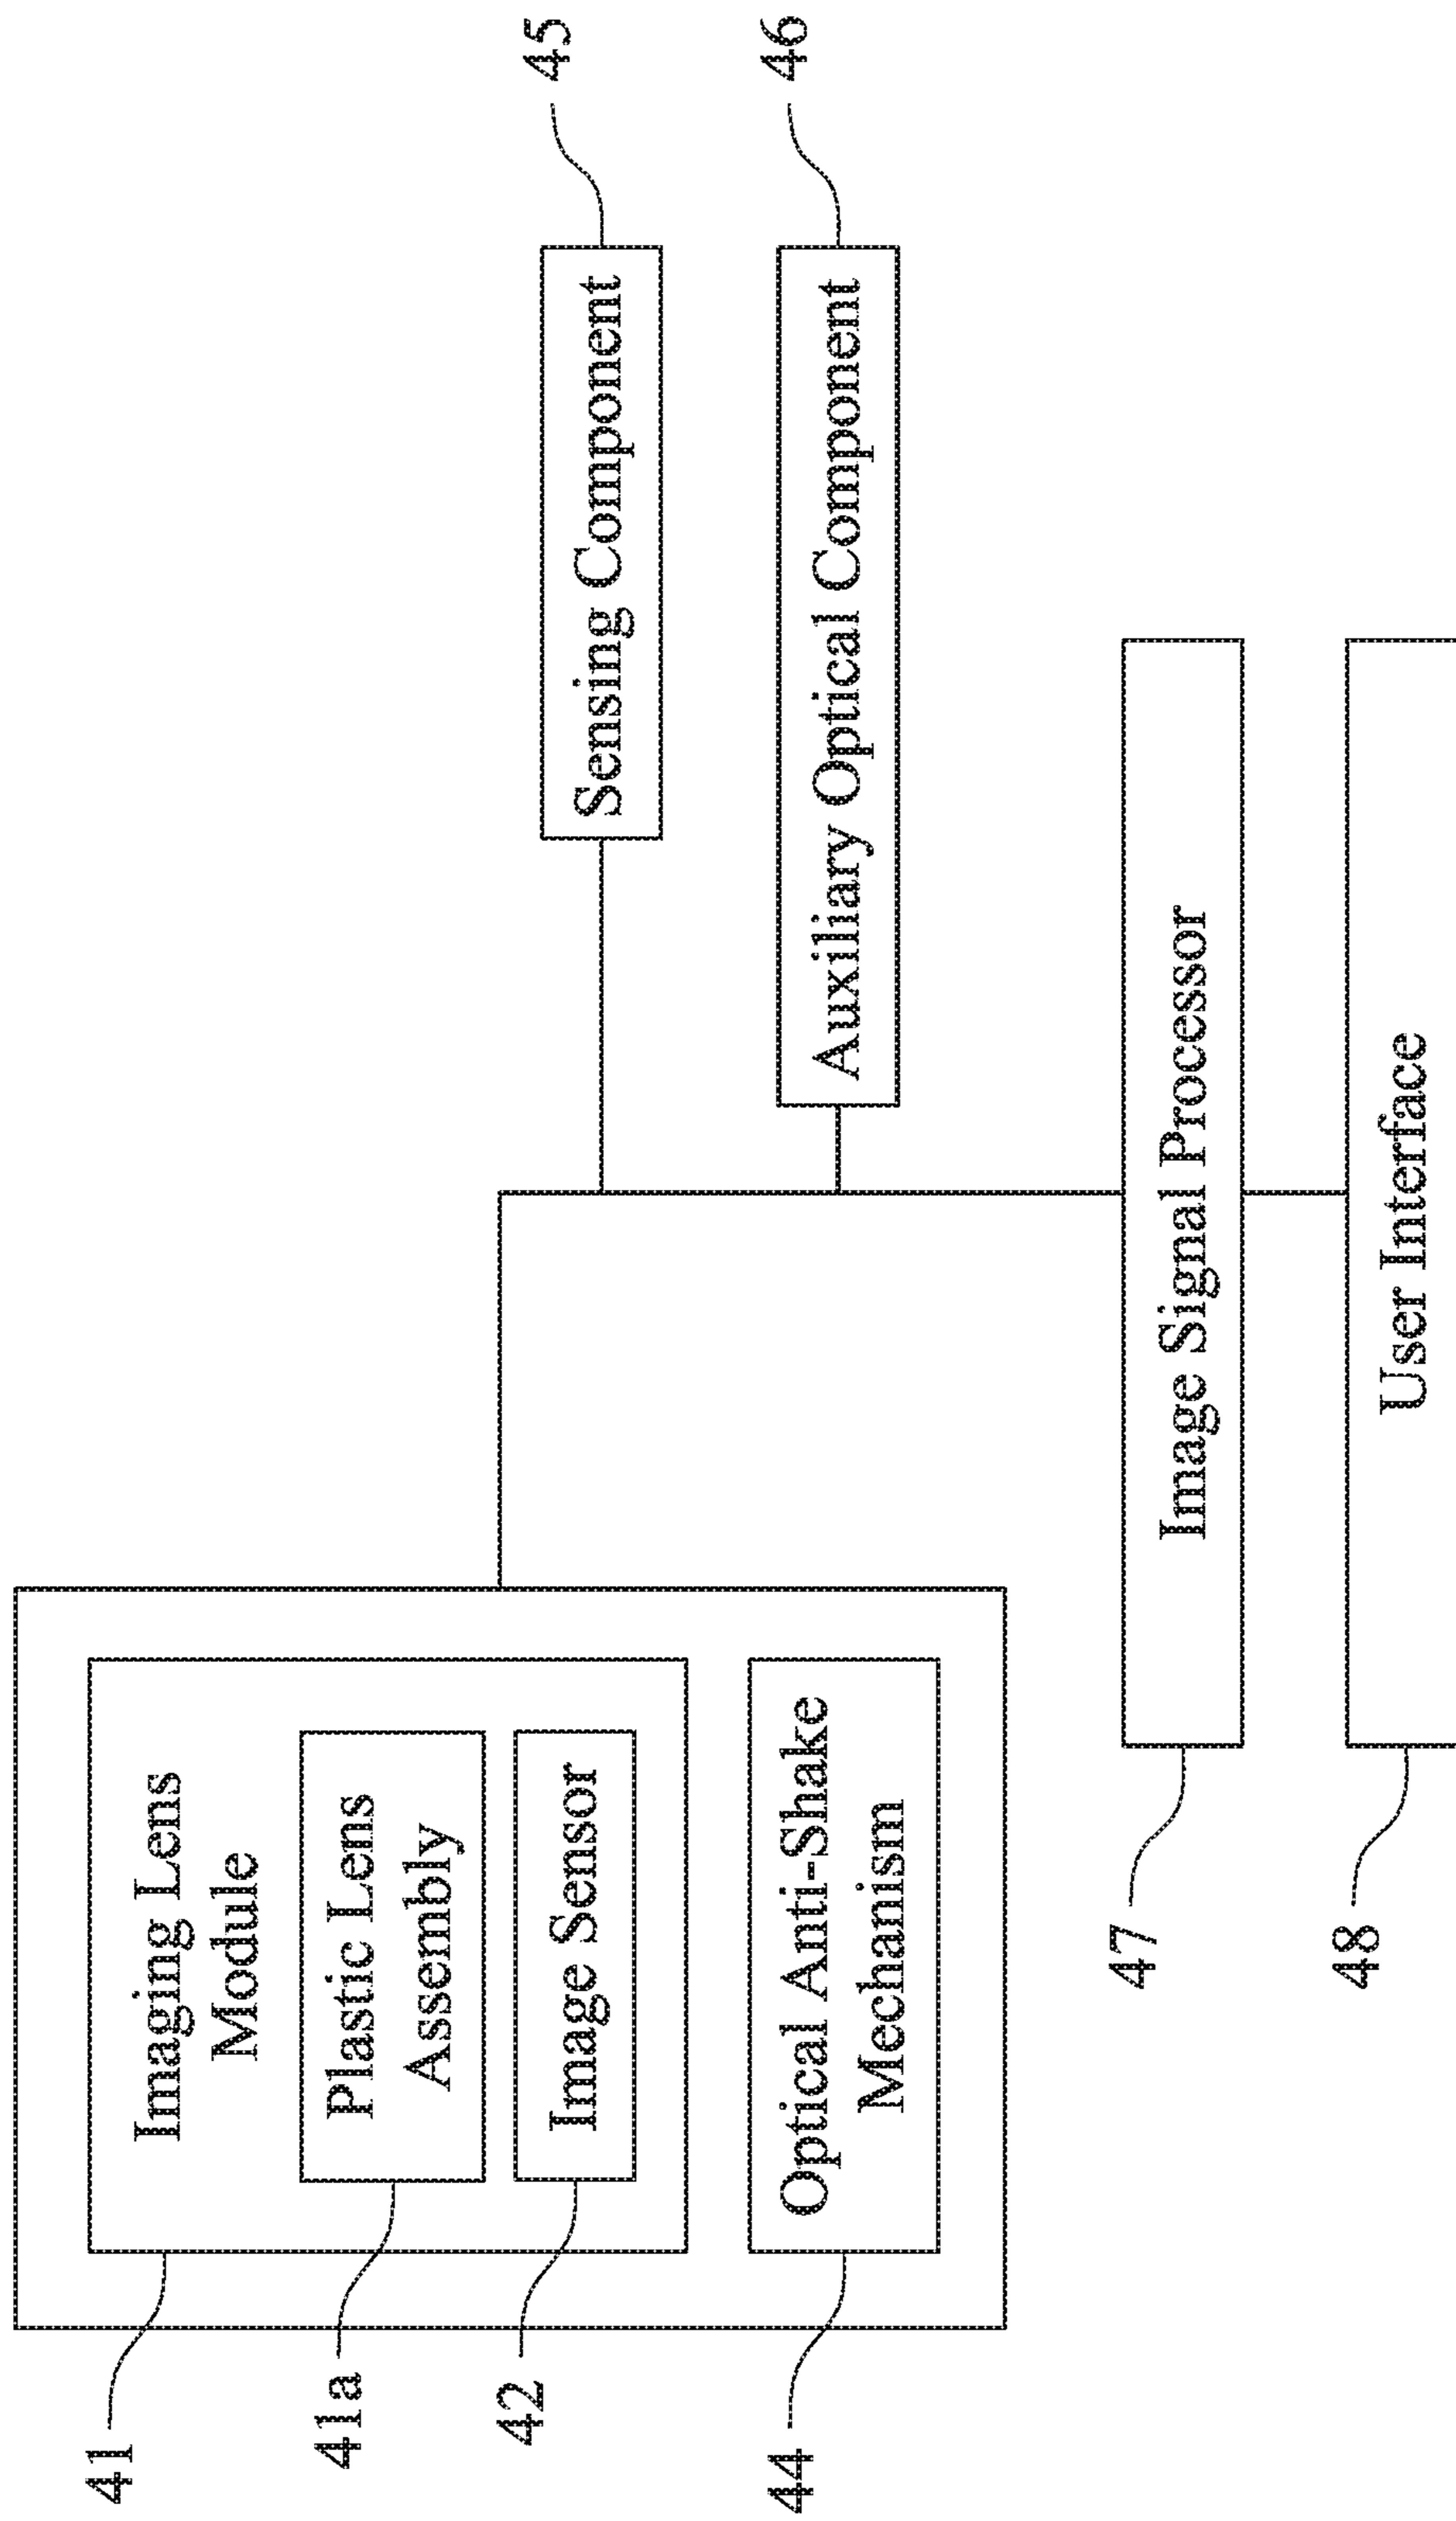 41
Imaging Lens
Module
41a
Plastic Lens
Assembly
42
Image Sensor
44
Optical Anti-Shake
Mechanism
Sensing Component
45
Auxiliary Optical Component
46
47
Image Signal Processor
48
User Interface